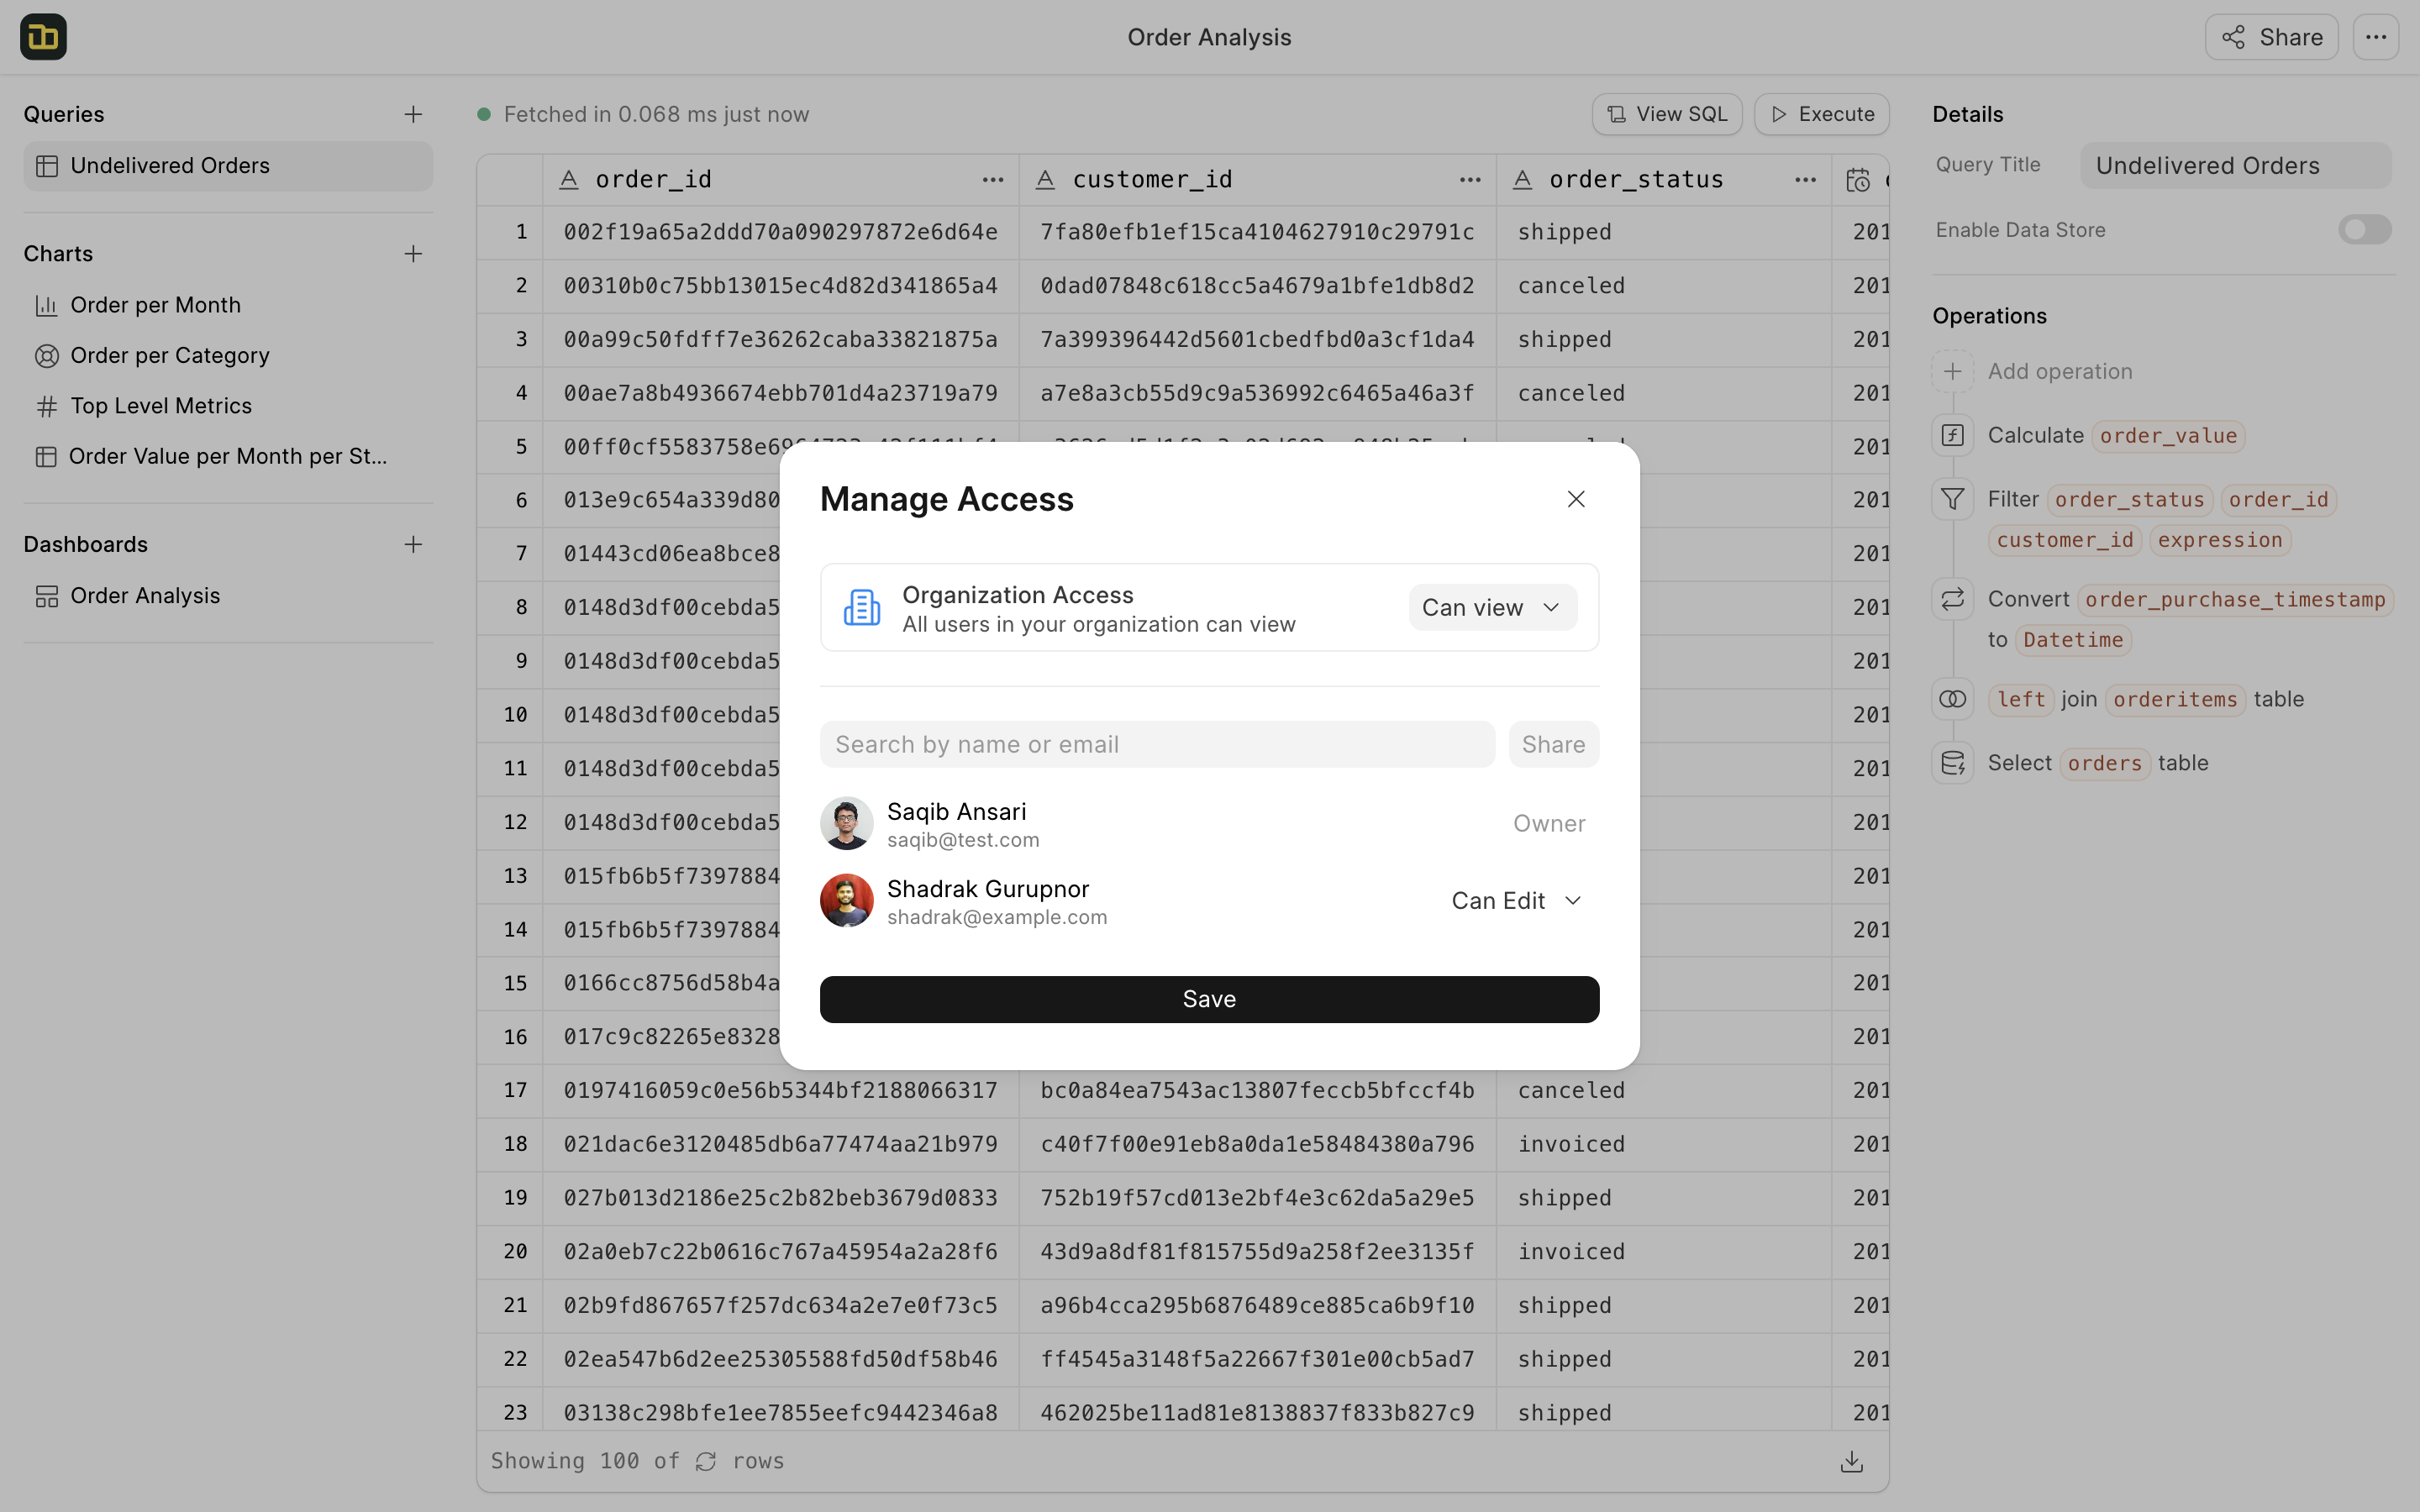 Order Analysis
Share
Queries
Undelivered Orders
Charts
Order per Month
Order per Category
Top Level Metrics
Order Value per Month per St...
Dashboards
Order Analysis
Fetched in 0.068 ms just now
View SQL
Execute
order_id customer_id order_status
1 002f19a65a2ddd70a090297872e6d64e 7fa80efb1ef15ca4104627910c29791c shipped 201
2 00310b0c75bb13015ec4d82d341865a4 0dad07848c618cc5a4679a1bfe1db8d2 canceled 201
3 00a99c50fdff7e36262caba33821875a 7a399396442d5601cbedfbd0a3cf1da4 shipped 201
4 00ae7a8b4936674ebb701d4a23719a79 a7e8a3cb55d9c9a536992c6465a46a3f canceled 201
5 201
6 013e9c654a339d80 201
7 01443cd06ea8bce8 201
8 0148d3df00cebda5 201
9 0148d3df00cebda5 201
10 0148d3df00cebda5 201
11 0148d3df00cebda5 201
12 0148d3df00cebda5 201
13 015fb6b5f7397884 201
14 015fb6b5f7397884 201
15 0166cc8756d58b4a 201
16 017c9c82265e8328 201
17 0197416059c0e56b5344bf2188066317 bc0a84ea7543ac13807feccb5bfccf4b canceled 201
18 021dac6e3120485db6a77474aa21b979 c40f7f00e91eb8a0da1e58484380a796 invoiced 201
19 027b013d2186e25c2b82beb3679d0833 752b19f57cd013e2bf4e3c62da5a29e5 shipped 201
20 02a0eb7c22b0616c767a45954a2a28f6 43d9a8df81f815755d9a258f2ee3135f invoiced 201
21 02b9fd867657f257dc634a2e7e0f73c5 a96b4cca295b6876489ce885ca6b9f10 shipped 201
22 02ea547b6d2ee25305588fd50df58b46 ff4545a3148f5a22667f301e00cb5ad7 shipped 201
23 03138c298bfe1ee7855eefc9442346a8 462025be11ad81e8138837f833b827c9 shipped 201
Showing 100 of rows
Manage Access
Organization Access
All users in your organization can view
Can view
Search by name or email
Share
Saqib Ansari
saqib@test.com
Owner
Shadrak Gurupnor
shadrak@example.com
Can Edit
Save
Details
Query Title Undelivered Orders
Enable Data Store
Operations
Add operation
Calculate order_value
Filter order_status order_id
customer_id expression
Convert order_purchase_timestamp
to Datetime
left join orderitems table
Select orders table